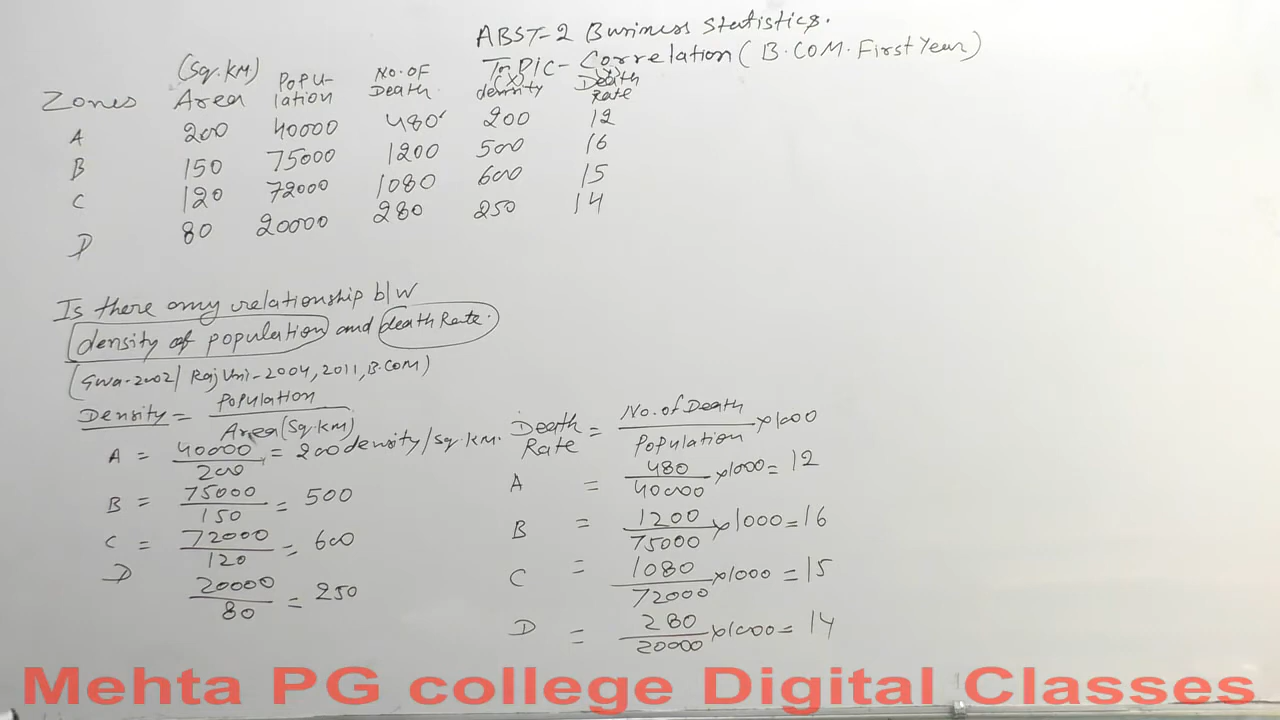 ABST-2 Business Statistics.
Topic- Correlation (B.COM. First Year)
(Sq.KM) Popu- No. of (X) (Y) Death
Zones Area lation Death density Rate
A 200 40000 480 200 12
B 150 75000 1200 500 16
C 120 72000 1080 600 15
D 80 20000 280 250 14
Is there any relationship b/w
density of population and death Rate.
(-2002/ Raj Uni-2004, 2011, B.COM)
Density = Population / Area (Sq.KM)
A = 40000 / 200 = 200 density/sq.km.
B = 75000 / 150 = 500
C = 72000 / 120 = 600
D 20000 / 80 = 250
Death Rate = No. of Death / Population x1000
A = 480 / 40000 x1000 = 12
B = 1200 / 75000 x1000 = 16
C = 1080 / 72000 x1000 = 15
D = 280 / 20000 x1000 = 14
Mehta PG college Digital Classes